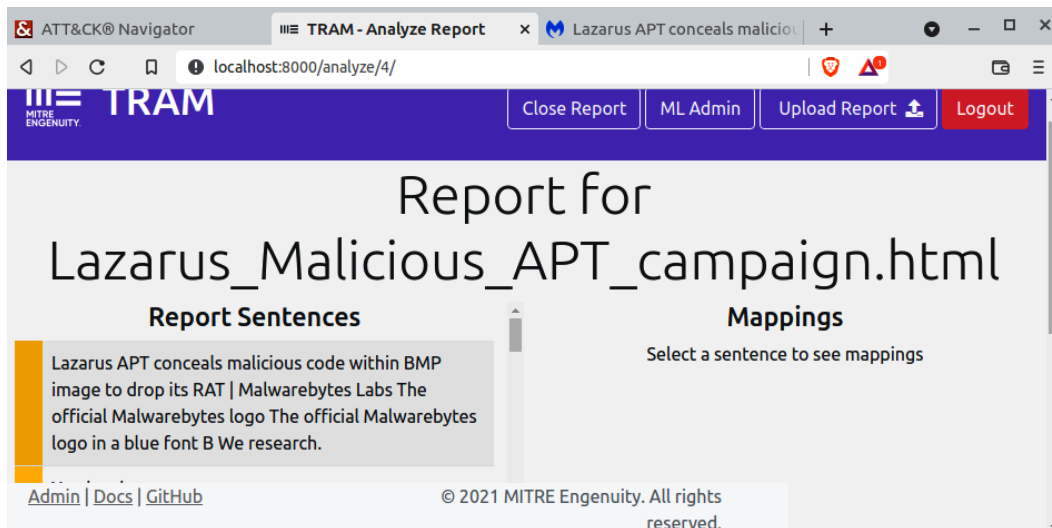 ATT&CK® Navigator
TRAM - Analyze Report
Lazarus APT conceals maliciou
localhost:8000/analyze/4/
1
MITRE
ENGENUITY.
TRAM
Close Report
ML Admin
Upload Report
Logout
Report for
Lazarus_Malicious_APT_campaign.html
Report Sentences
Mappings
Select a sentence to see mappings
Lazarus APT conceals malicious code within BMP
image to drop its RAT | Malwarebytes Labs The
official Malwarebytes logo The official Malwarebytes
logo in a blue font B We research.
Admin | Docs | GitHub
© 2021 MITRE Engenuity. All rights
reserved.